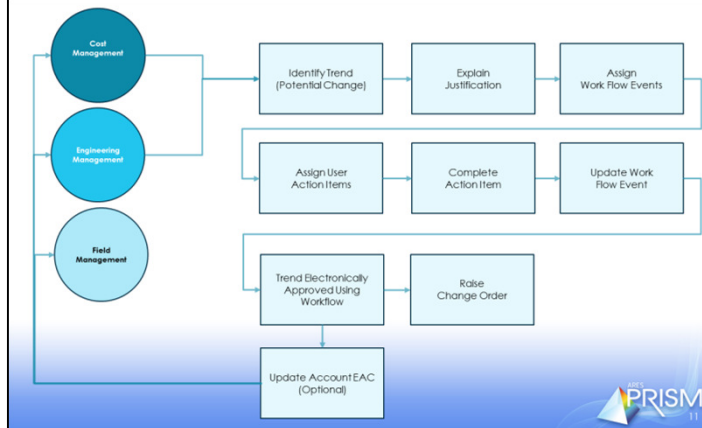 Cost
Management
Identify Trend
(Potential Change)
Explain
Justification
Assign
Work Flow Events
Engineering
Management
Assign User
Action Items
Complete
Action Item
Update Work
Flow Event
Field
Management
Trend Electronically
Approved Using
Workflow
Raise
Change Order
Update Account EAC
(Optional)
ARES
PRISM
11